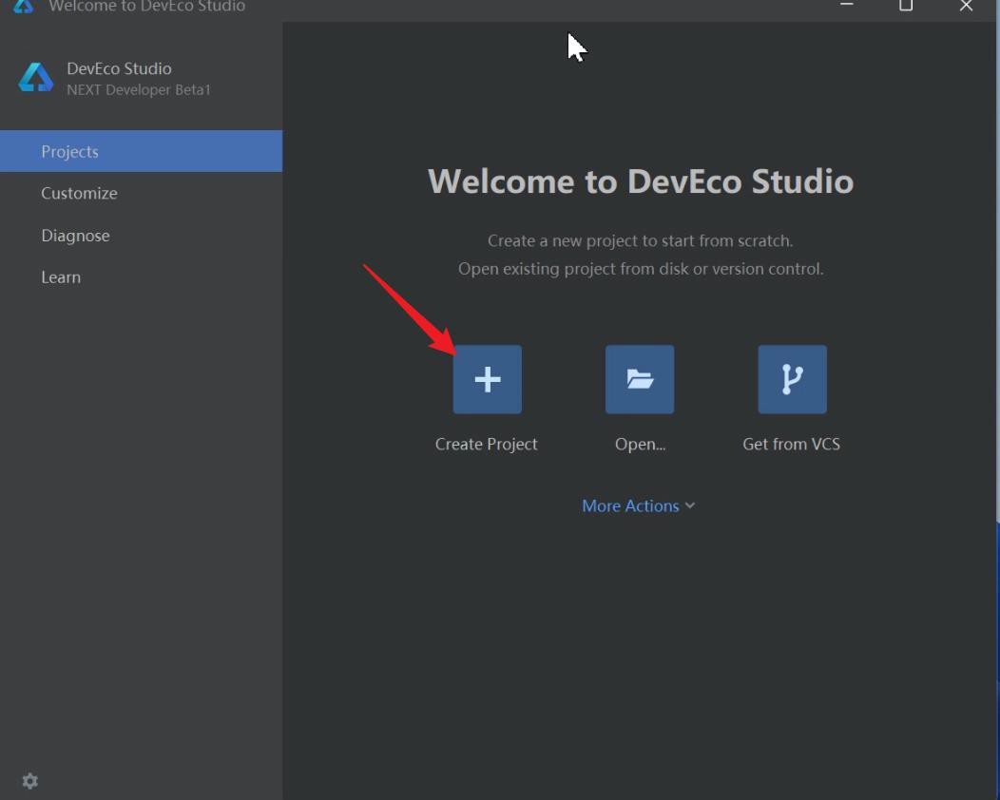 Welcome to DevEco Studio
DevEco Studio
NEXT Developer Beta1
Projects
Customize
Diagnose
Learn
Welcome to DevEco Studio
Create a new project to start from scratch.
Open existing project from disk or version control.
Create Project
Open...
Get from VCS
More Actions